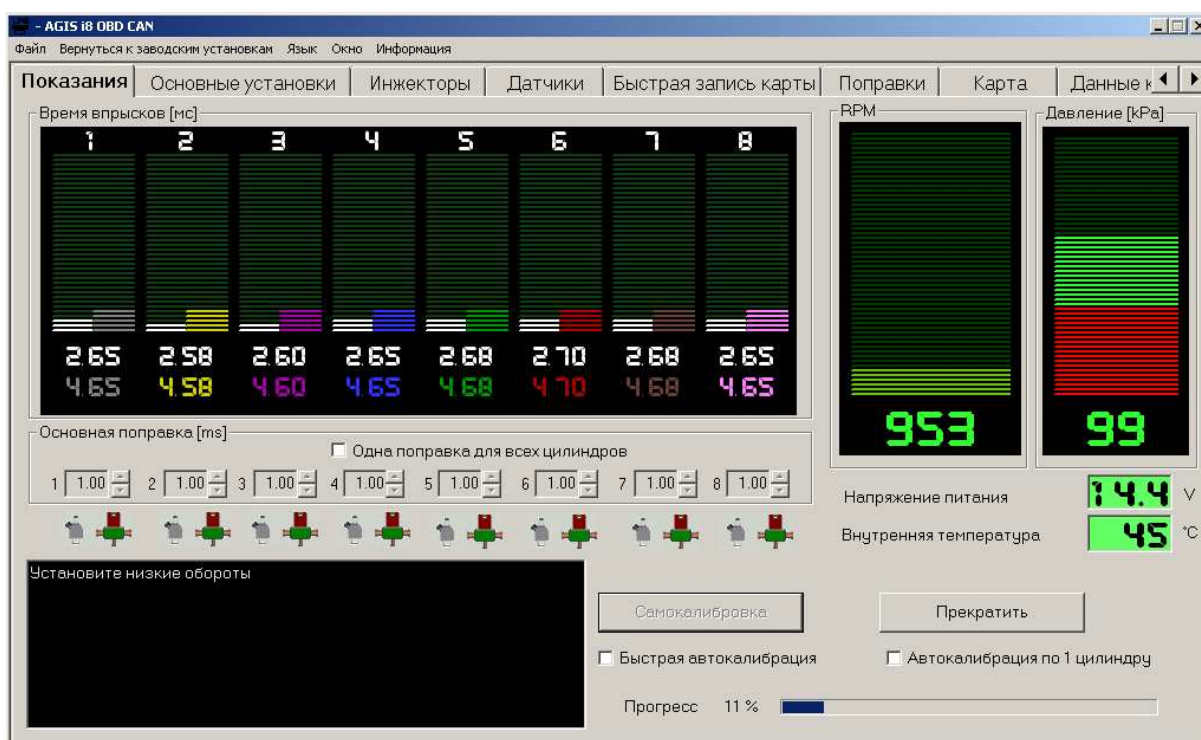 - AGIS i8 OBD CAN
Файл Вернуться к заводским установкам Язык Окно Информация
Показания Основные установки Инжекторы Датчики Быстрая запись карты Поправки Карта Данные к
Время впрысков [мс] RPM Давление [kPa]
1 2 3 4 5 6 7 8
2.65 2.58 2.60 2.65 2.68 2.70 2.68 2.65
4.65 4.58 4.60 4.65 4.68 4.70 4.68 4.65
953 99
Основная поправка [ms]
Одна поправка для всех цилиндров
1 1.00 2 1.00 3 1.00 4 1.00 5 1.00 6 1.00 7 1.00 8 1.00
Напряжение питания 14.4 V
Внутренняя температура 45 °C
Установите низкие обороты
Самокалибровка Прекратить
Быстрая автокалибрация Автокалибрация по 1 цилиндру
Прогресс 11 %